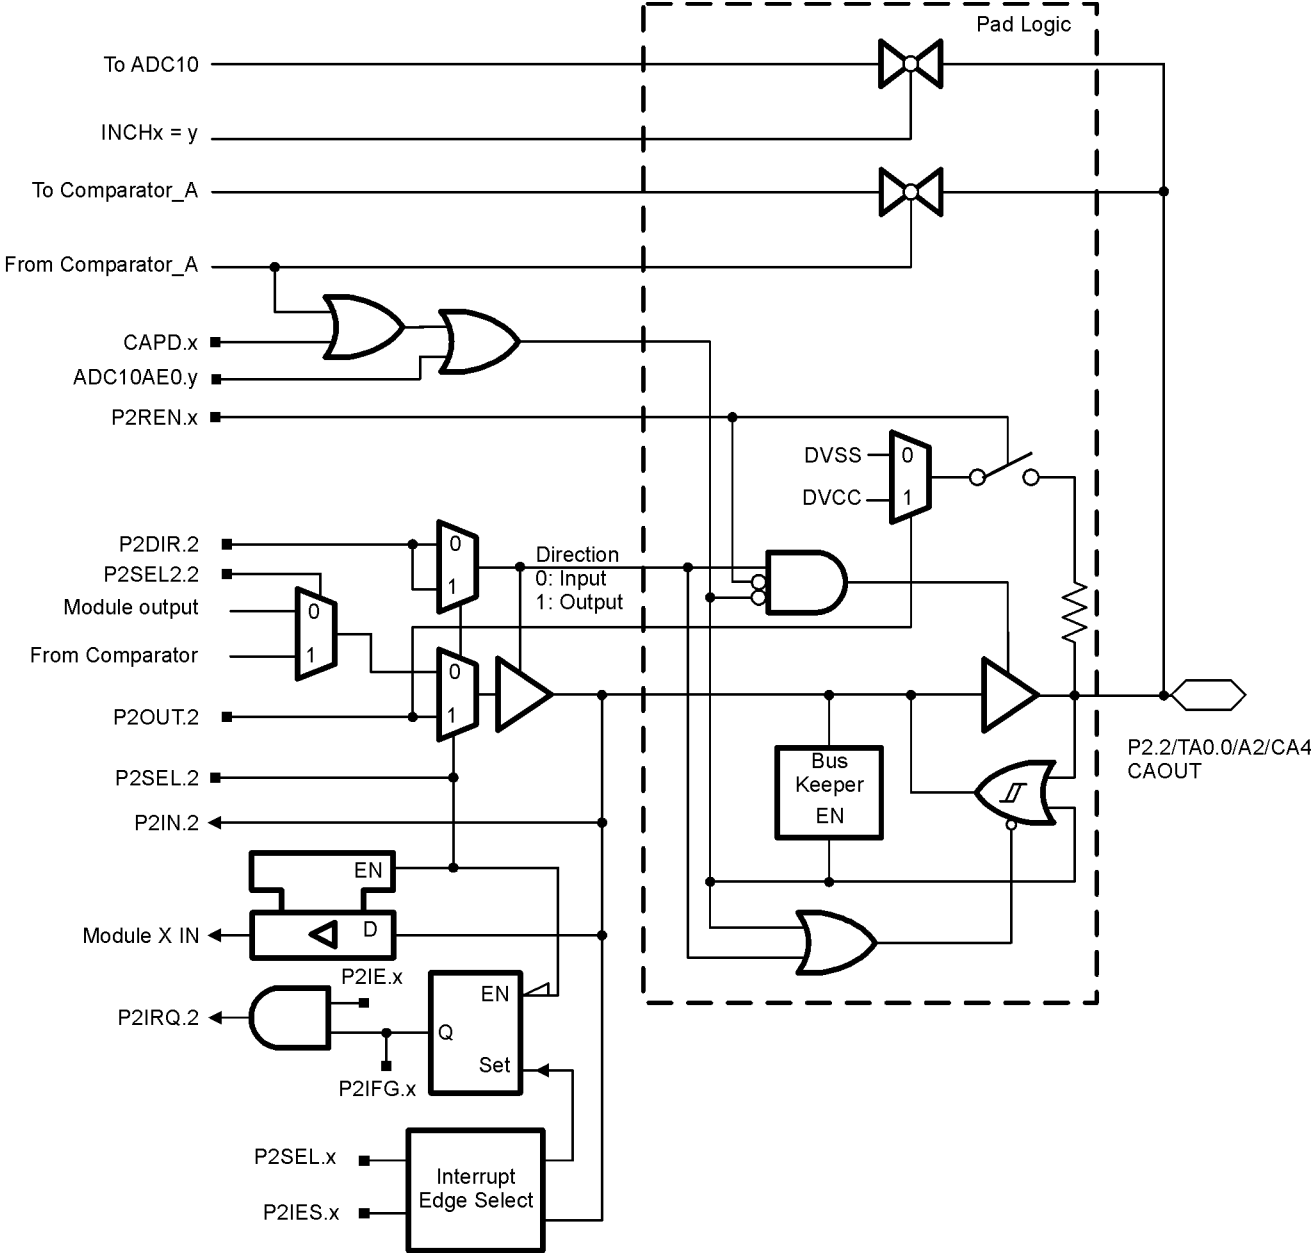 Pad Logic
To ADC10
INCHx = y
To Comparator_A
From Comparator_A
CAPD.x
ADC10AE0.y
P2REN.x
DVSS
0
DVCC
1
P2DIR.2
0
P2SEL2.2
1
Direction
0: Input
1: Output
Module output
0
From Comparator
1
0
P2OUT.2
1
P2SEL.2
P2IN.2
Bus
Keeper
EN
P2.2/TA0.0/A2/CA4
CAOUT
EN
Module X IN
D
P2IE.x
P2IRQ.2
EN
Q
Set
P2IFG.x
P2SEL.x
P2IES.x
Interrupt
Edge Select